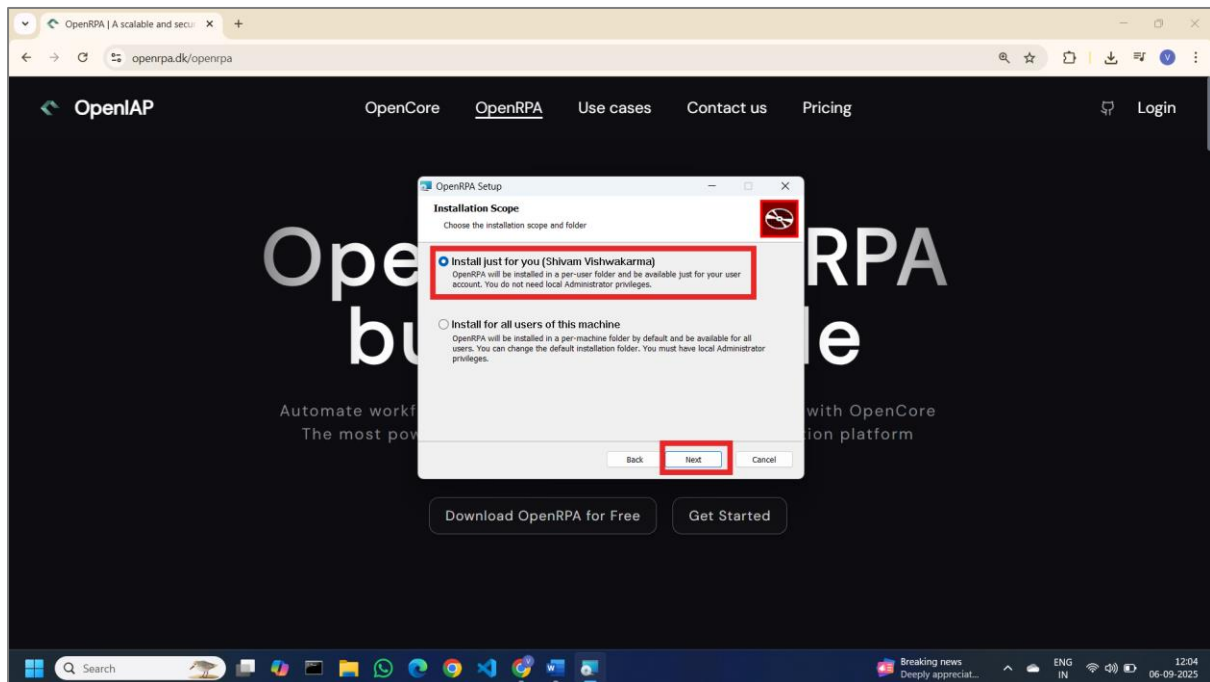 OpenRPA | A scalable and secu
openrpa.dk/openrpa
V
OpenIAP
OpenCore
OpenRPA
Use cases
Contact us
Pricing
Login
OpenRPA Setup
Installation Scope
Choose the installation scope and folder
Install just for you (Shivam Vishwakarma)
OpenRPA will be installed in a per-user folder and be available just for your user
account. You do not need local Administrator privileges.
Install for all users of this machine
OpenRPA will be installed in a per-machine folder by default and be available for all
users. You can change the default installation folder. You must have local Administrator
privileges.
Back
Next
Cancel
Ope
RPA
bu
le
Automate workf
with OpenCore
The most pow
tion platform
Download OpenRPA for Free
Get Started
Search
Breaking news
Deeply appreciat...
ENG
IN
12:04
06-09-2025